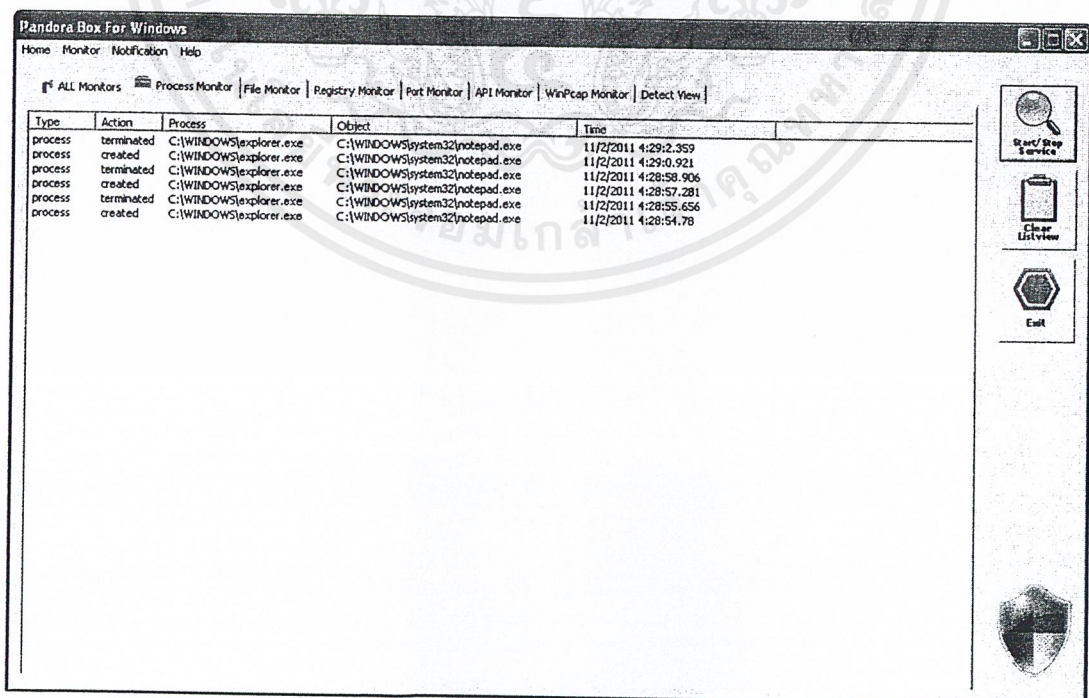 Pandora Box For Windows
Home Monitor Notification Help
ALL Monitors Process Monitor File Monitor Registry Monitor Port Monitor API Monitor WinPcap Monitor Detect View
Type Action Process Object Time
process terminated C:\WINDOWS\explorer.exe C:\WINDOWS\system32\notepad.exe 11/2/2011 4:29:2.359
process created C:\WINDOWS\explorer.exe C:\WINDOWS\system32\notepad.exe 11/2/2011 4:29:0.921
process terminated C:\WINDOWS\explorer.exe C:\WINDOWS\system32\notepad.exe 11/2/2011 4:28:58.906
process created C:\WINDOWS\explorer.exe C:\WINDOWS\system32\notepad.exe 11/2/2011 4:28:57.281
process terminated C:\WINDOWS\explorer.exe C:\WINDOWS\system32\notepad.exe 11/2/2011 4:28:55.656
process created C:\WINDOWS\explorer.exe C:\WINDOWS\system32\notepad.exe 11/2/2011 4:28:54.78
Start/Stop
Service
Clear
Listview
Exit